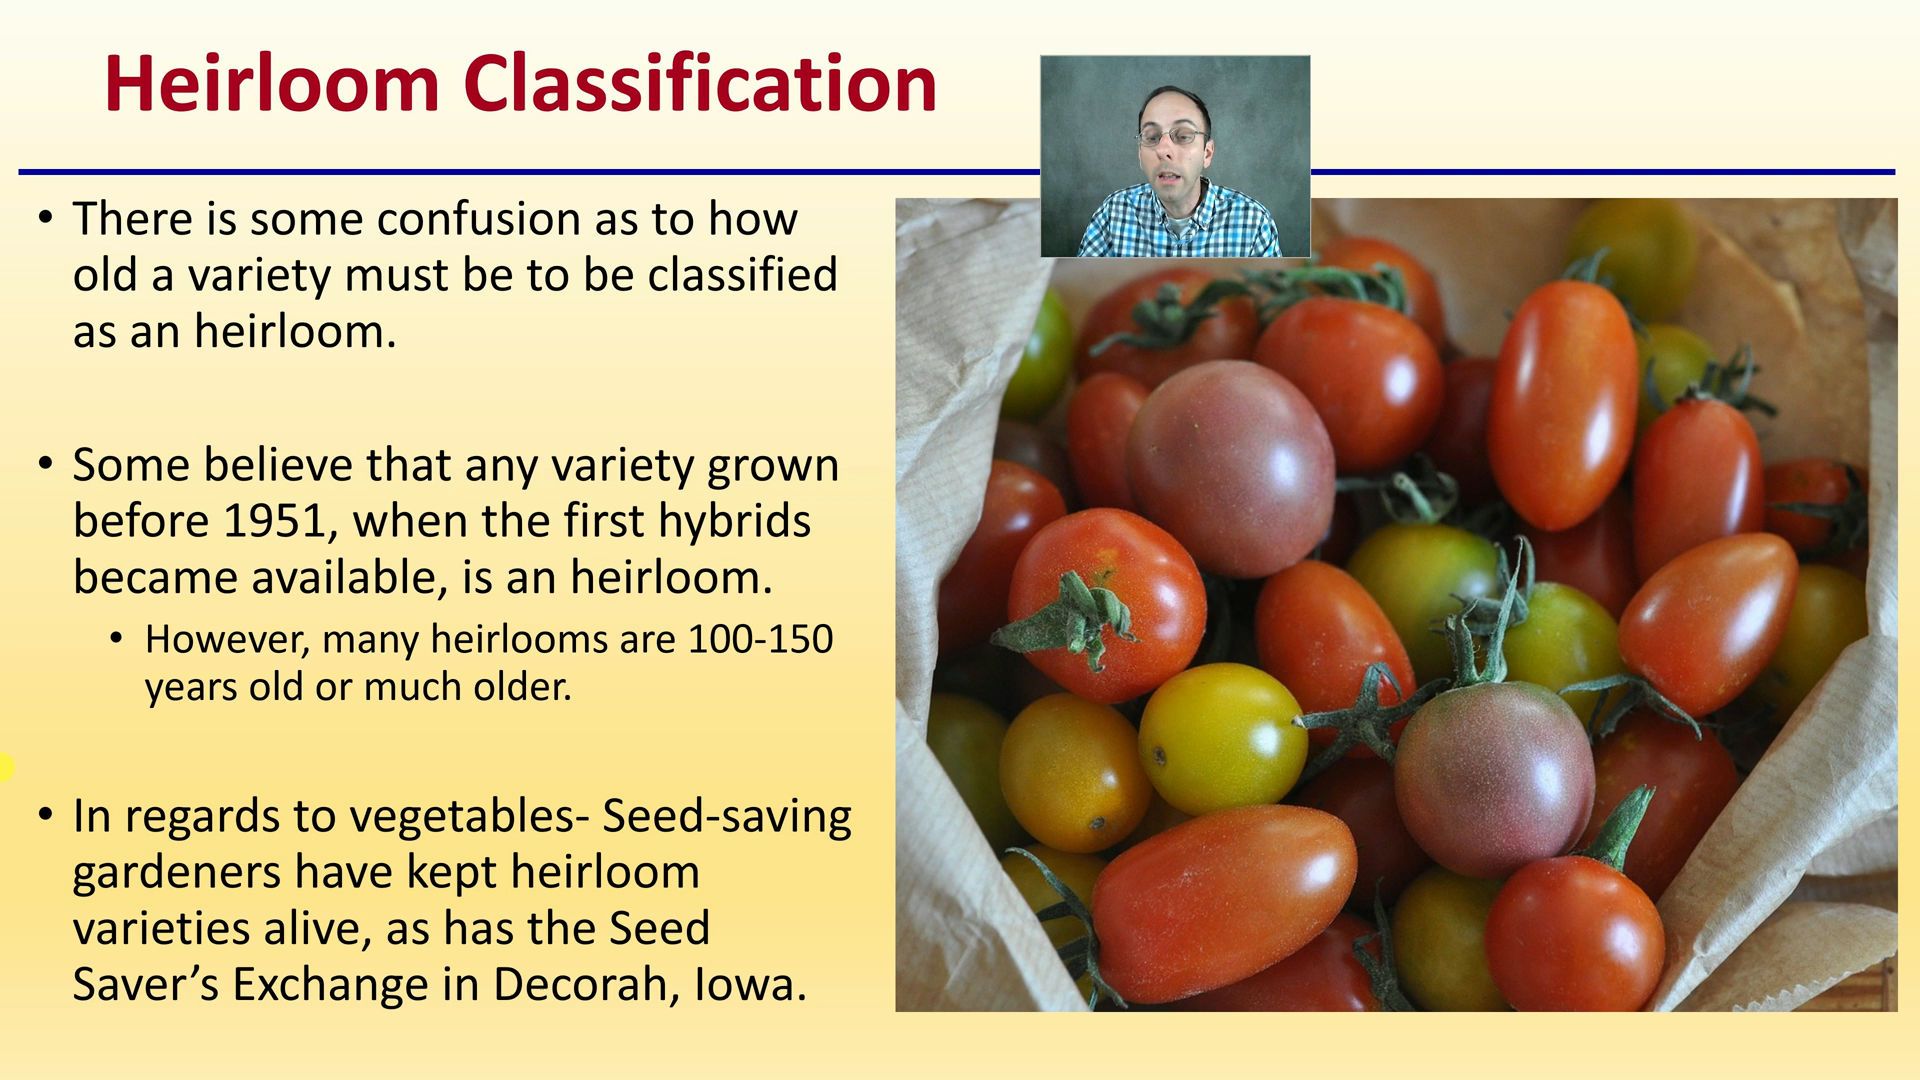 Heirloom Classification
• There is some confusion as to how
old a variety must be to be classified
as an heirloom.
• Some believe that any variety grown
before 1951, when the first hybrids
became available, is an heirloom.
• However, many heirlooms are 100-150
years old or much older.
• In regards to vegetables- Seed-saving
gardeners have kept heirloom
varieties alive, as has the Seed
Saver’s Exchange in Decorah, Iowa.